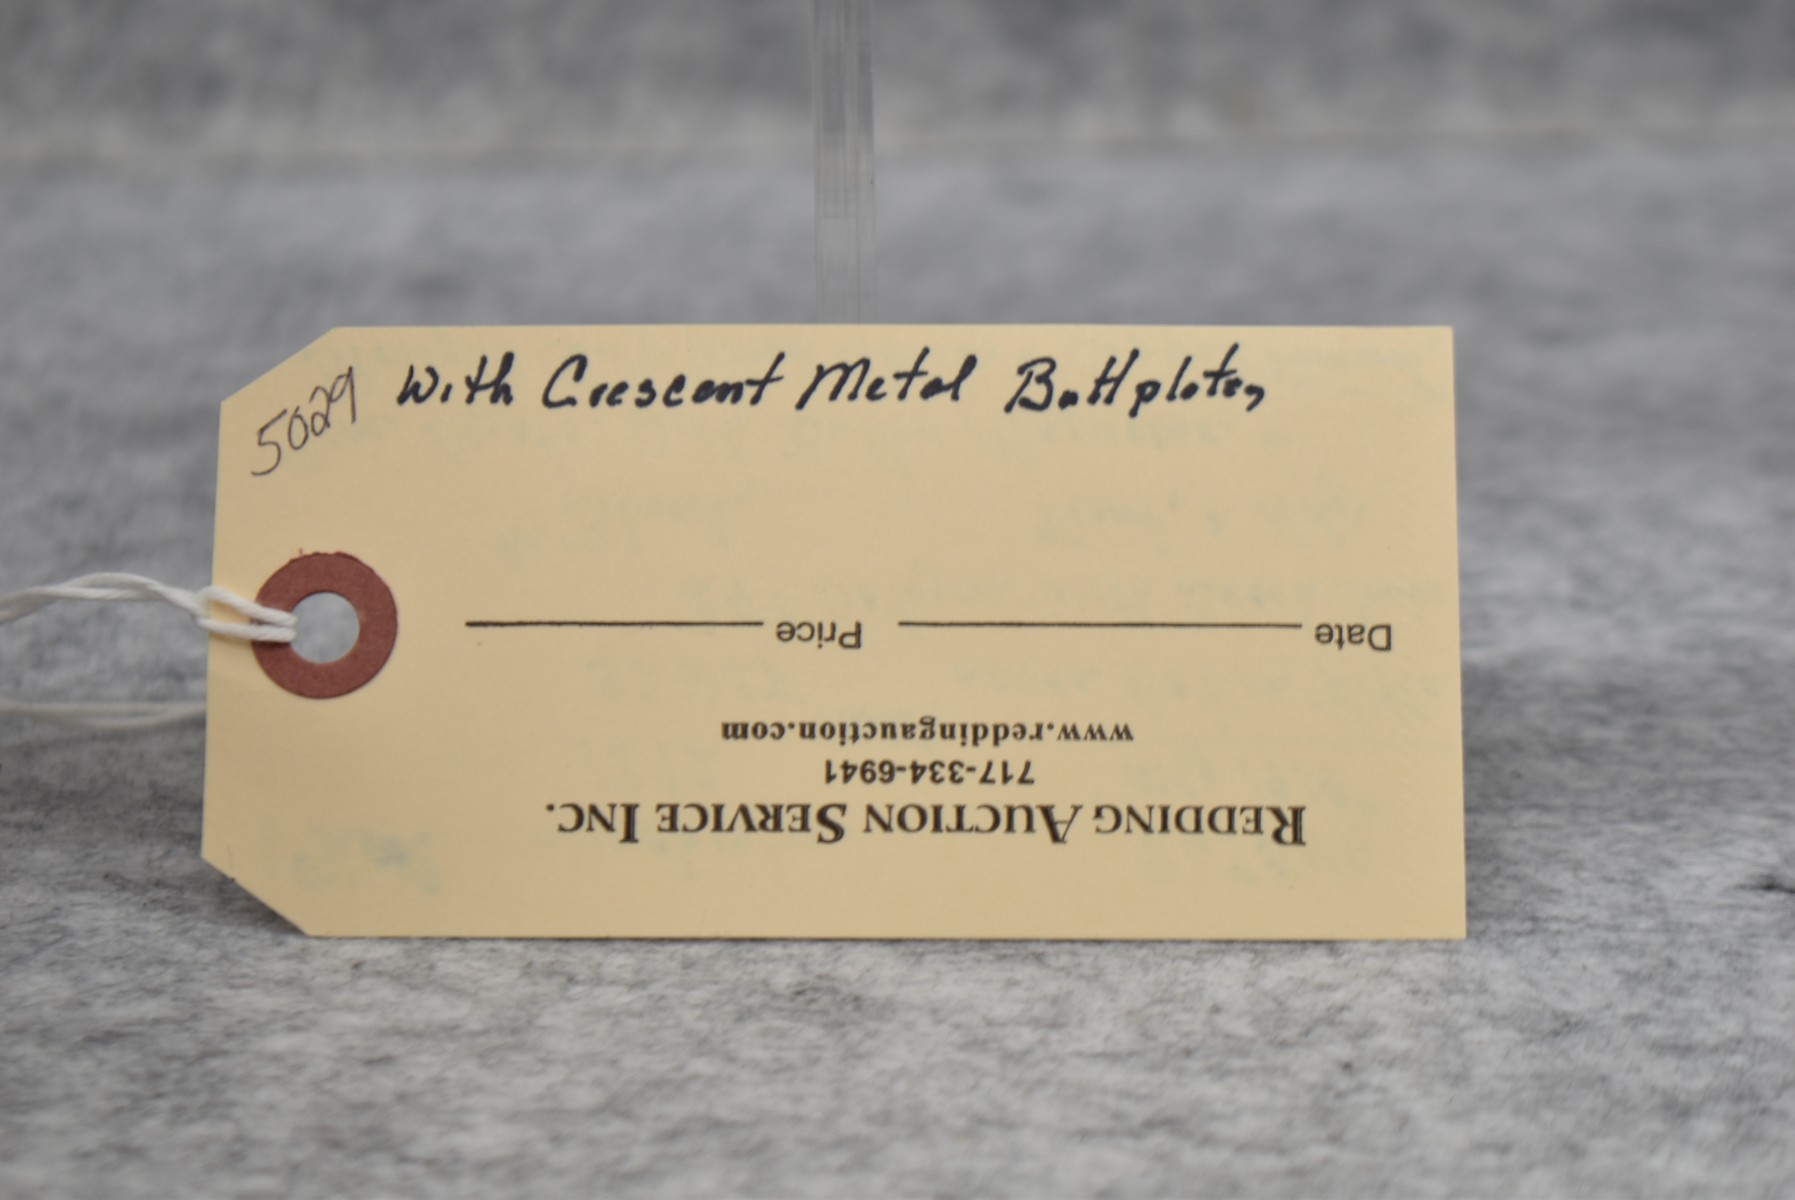 5029
With Crescent Metal Buttplate,
Date Price
www.reddingauction.com
717-334-6941
REDDING AUCTION SERVICE INC.